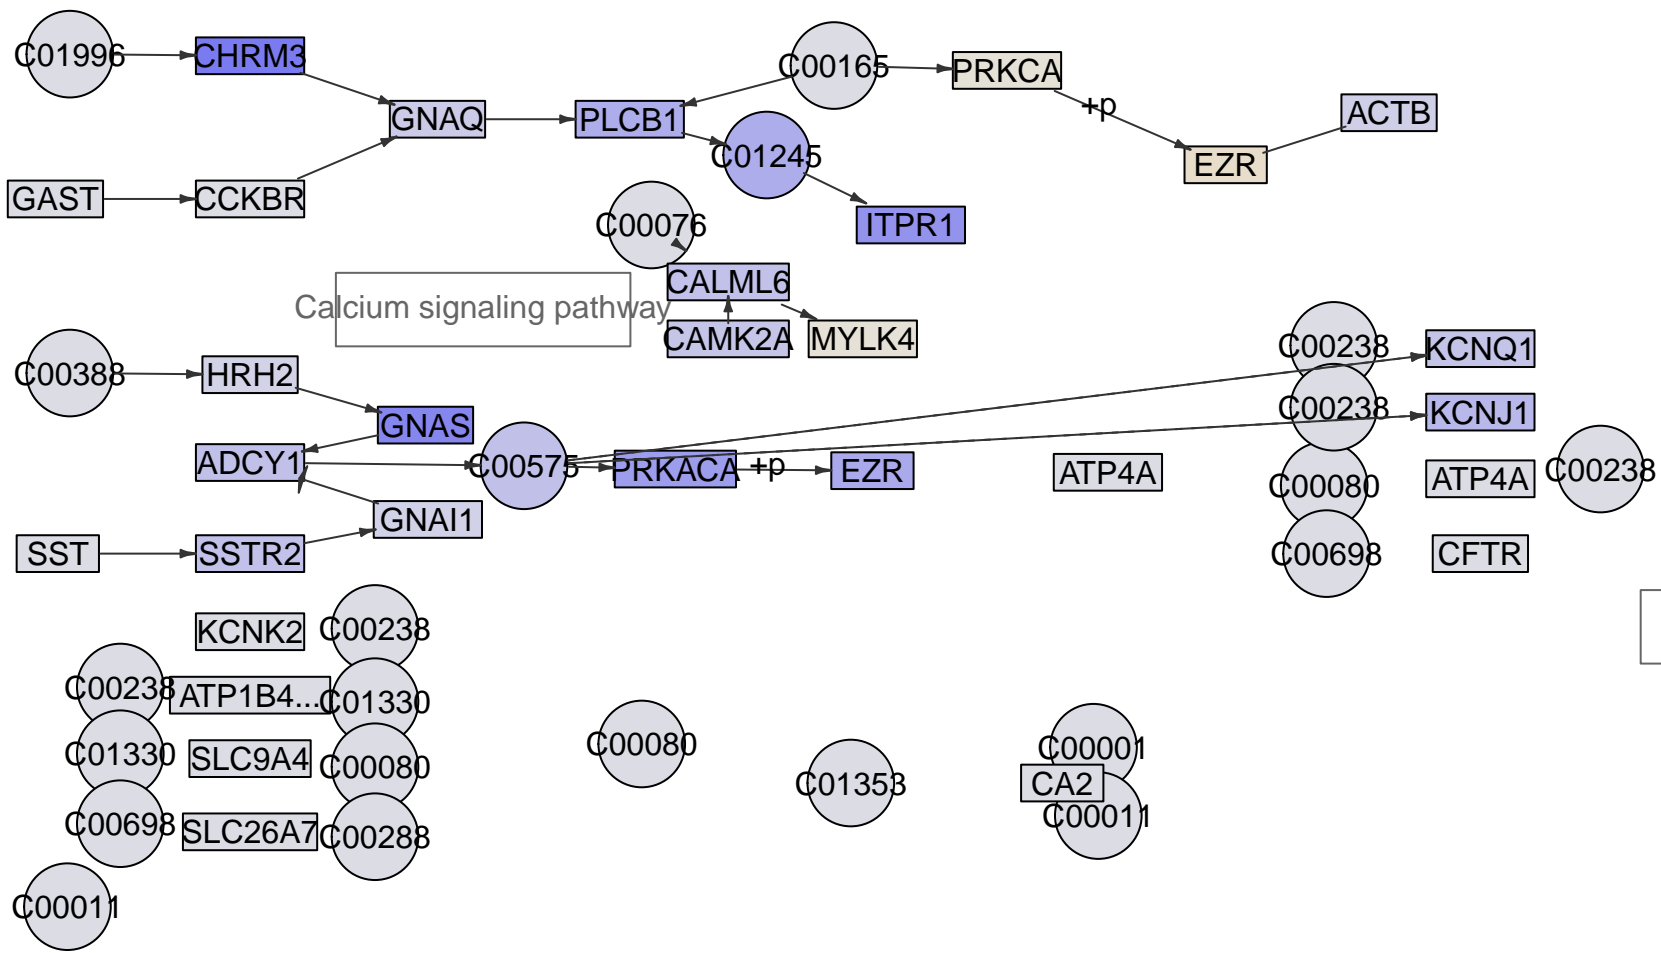 C01996
CHRM3
C00165
PRKCA
+p
ACTB
GNAQ
PLCB1
C01245
EZR
GAST
CCKBR
C00076
ITPR1
CALML6
Calcium signaling pathway
CAMK2A
MYLK4
C00238
KCNQ1
C00388
HRH2
GNAS
C00238
KCNJ1
ADCY1
C00575
PRKACA
+p
EZR
ATP4A
C00080
ATP4A
C00238
GNAI1
SST
SSTR2
C00698
CFTR
KCNK2
C00238
C00238
ATP1B4...
C01330
C01330
SLC9A4
C00080
C00080
C01353
C00001
CA2
C00011
C00698
SLC26A7
C00288
C00011